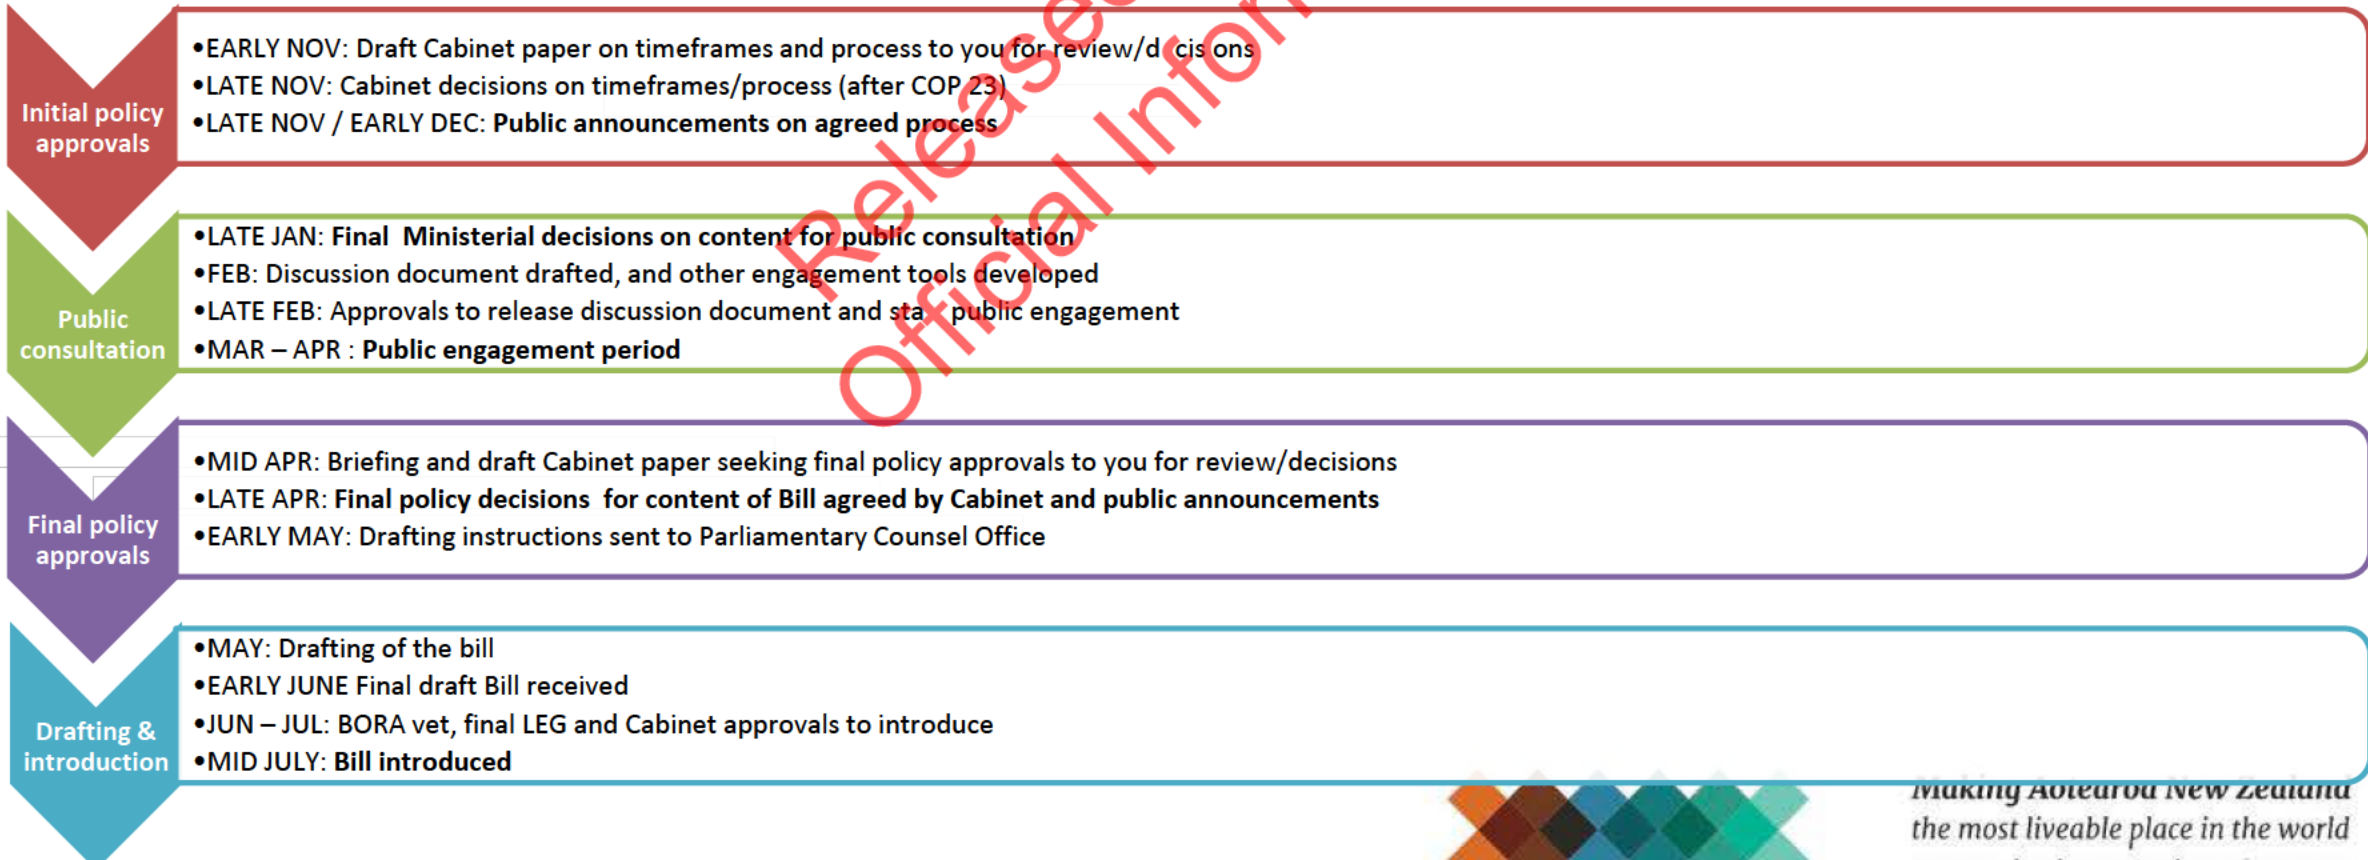 Initial policy
approvals
•EARLY NOV: Draft Cabinet paper on timeframes and process to you for review/d cis ons
•LATE NOV: Cabinet decisions on timeframes/process (after COP 23)
•LATE NOV / EARLY DEC: Public announcements on agreed process
Public
consultation
•LATE JAN: Final Ministerial decisions on content for public consultation
•FEB: Discussion document drafted, and other engagement tools developed
•LATE FEB: Approvals to release discussion document and sta public engagement
•MAR – APR : Public engagement period
Final policy
approvals
•MID APR: Briefing and draft Cabinet paper seeking final policy approvals to you for review/decisions
•LATE APR: Final policy decisions for content of Bill agreed by Cabinet and public announcements
•EARLY MAY: Drafting instructions sent to Parliamentary Counsel Office
Drafting &
introduction
•MAY: Drafting of the bill
•EARLY JUNE Final draft Bill received
•JUN – JUL: BORA vet, final LEG and Cabinet approvals to introduce
•MID JULY: Bill introduced
Released
Official Infor
Making Aotearoa New Zealand
the most liveable place in the world